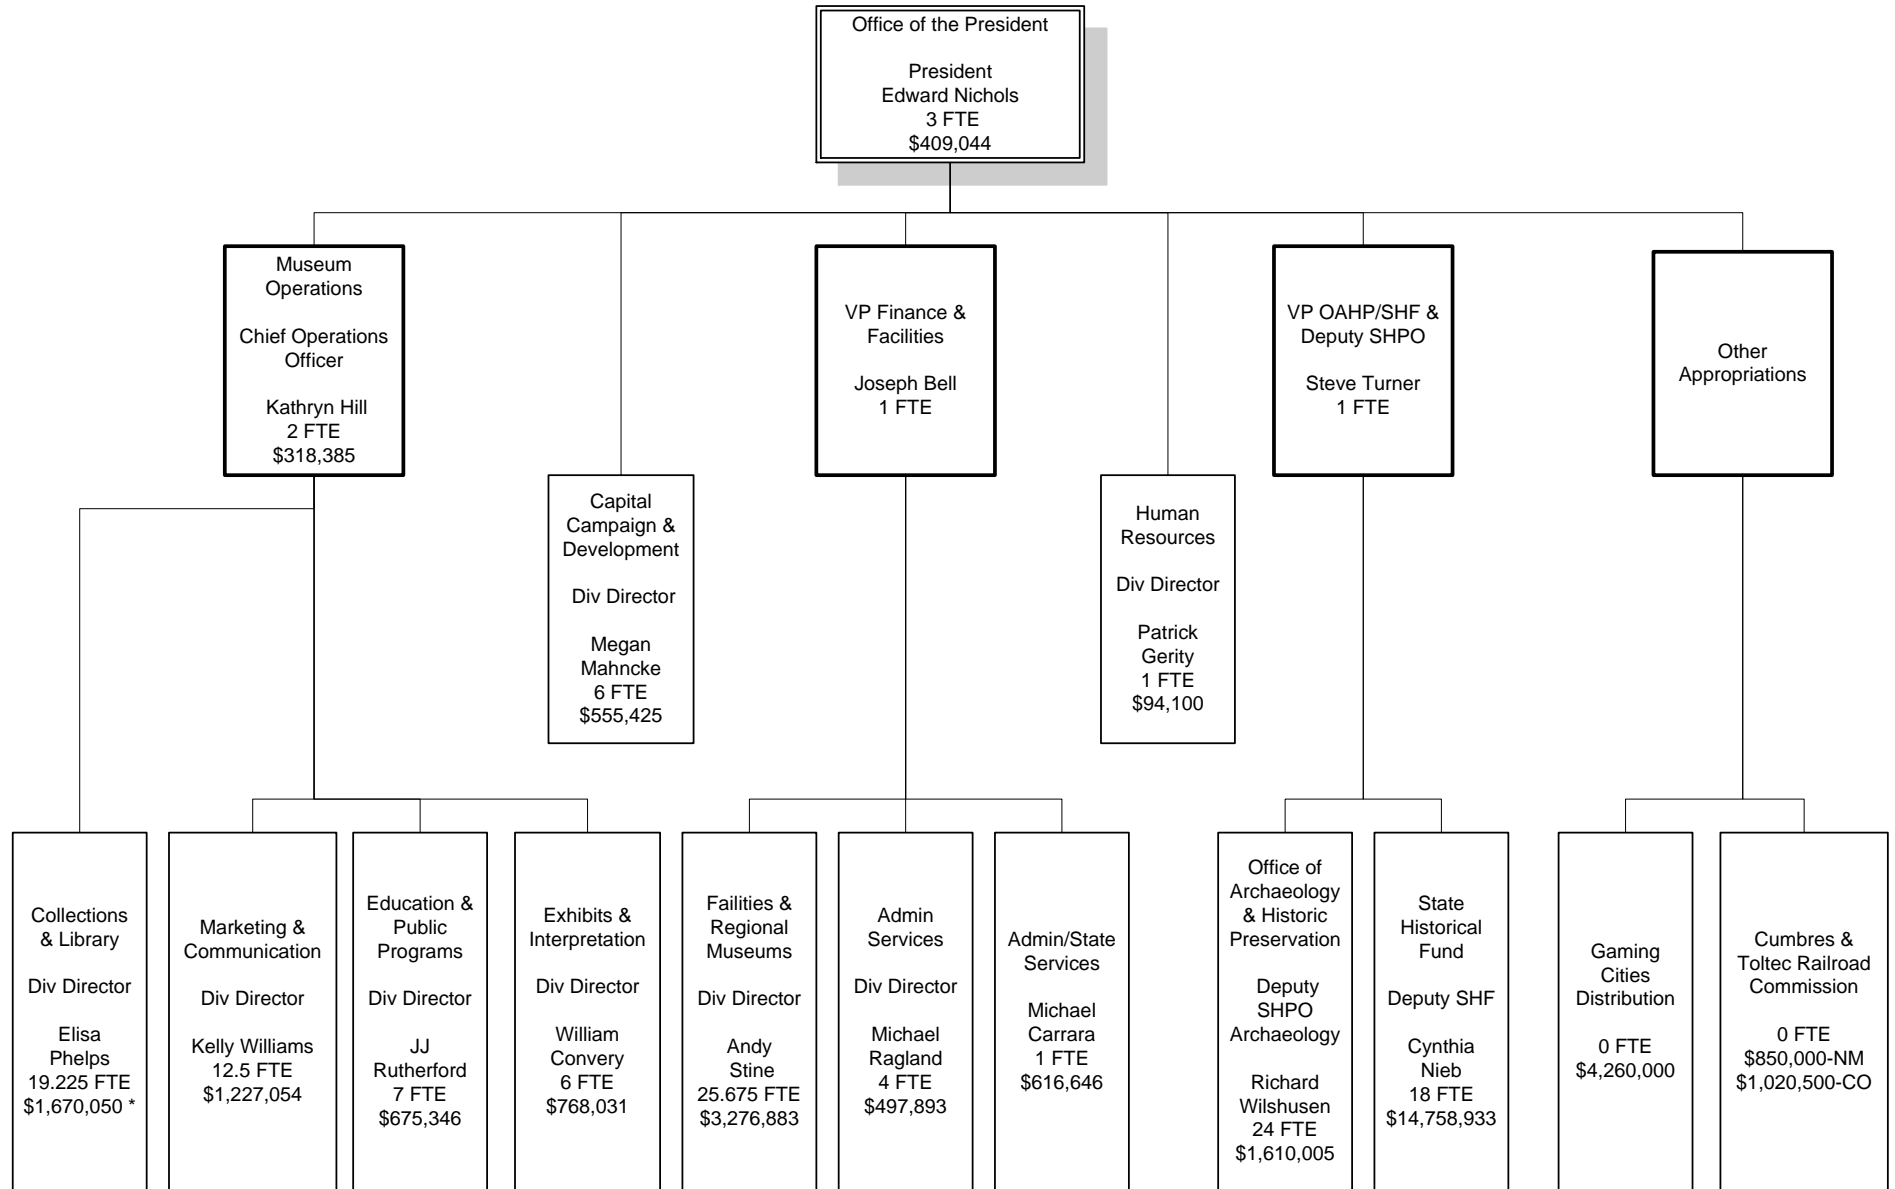 Office of the President
President
Edward Nichols
3 FTE
$409,044
Museum
Operations
Chief Operations
Officer
Kathryn Hill
2 FTE
$318,385
VP Finance &
Facilities
Joseph Bell
1 FTE
VP OAHP/SHF &
Deputy SHPO
Steve Turner
1 FTE
Other
Appropriations
Capital
Campaign &
Development
Div Director
Megan
Mahncke
6 FTE
$555,425
Human
Resources
Div Director
Patrick
Gerity
1 FTE
$94,100
Collections
& Library
Div Director
Elisa
Phelps
19.225 FTE
$1,670,050 *
Marketing &
Communication
Div Director
Kelly Williams
12.5 FTE
$1,227,054
Education &
Public
Programs
Div Director
JJ
Rutherford
7 FTE
$675,346
Exhibits &
Interpretation
Div Director
William
Convery
6 FTE
$768,031
Failities &
Regional
Museums
Div Director
Andy
Stine
25.675 FTE
$3,276,883
Admin
Services
Div Director
Michael
Ragland
4 FTE
$497,893
Admin/State
Services
Michael
Carrara
1 FTE
$616,646
Office of
Archaeology
& Historic
Preservation
Deputy
SHPO
Archaeology
Richard
Wilshusen
24 FTE
$1,610,005
State
Historical
Fund
Deputy SHF
Cynthia
Nieb
18 FTE
$14,758,933
Gaming
Cities
Distribution
0 FTE
$4,260,000
Cumbres &
Toltec Railroad
Commission
0 FTE
$850,000-NM
$1,020,500-CO